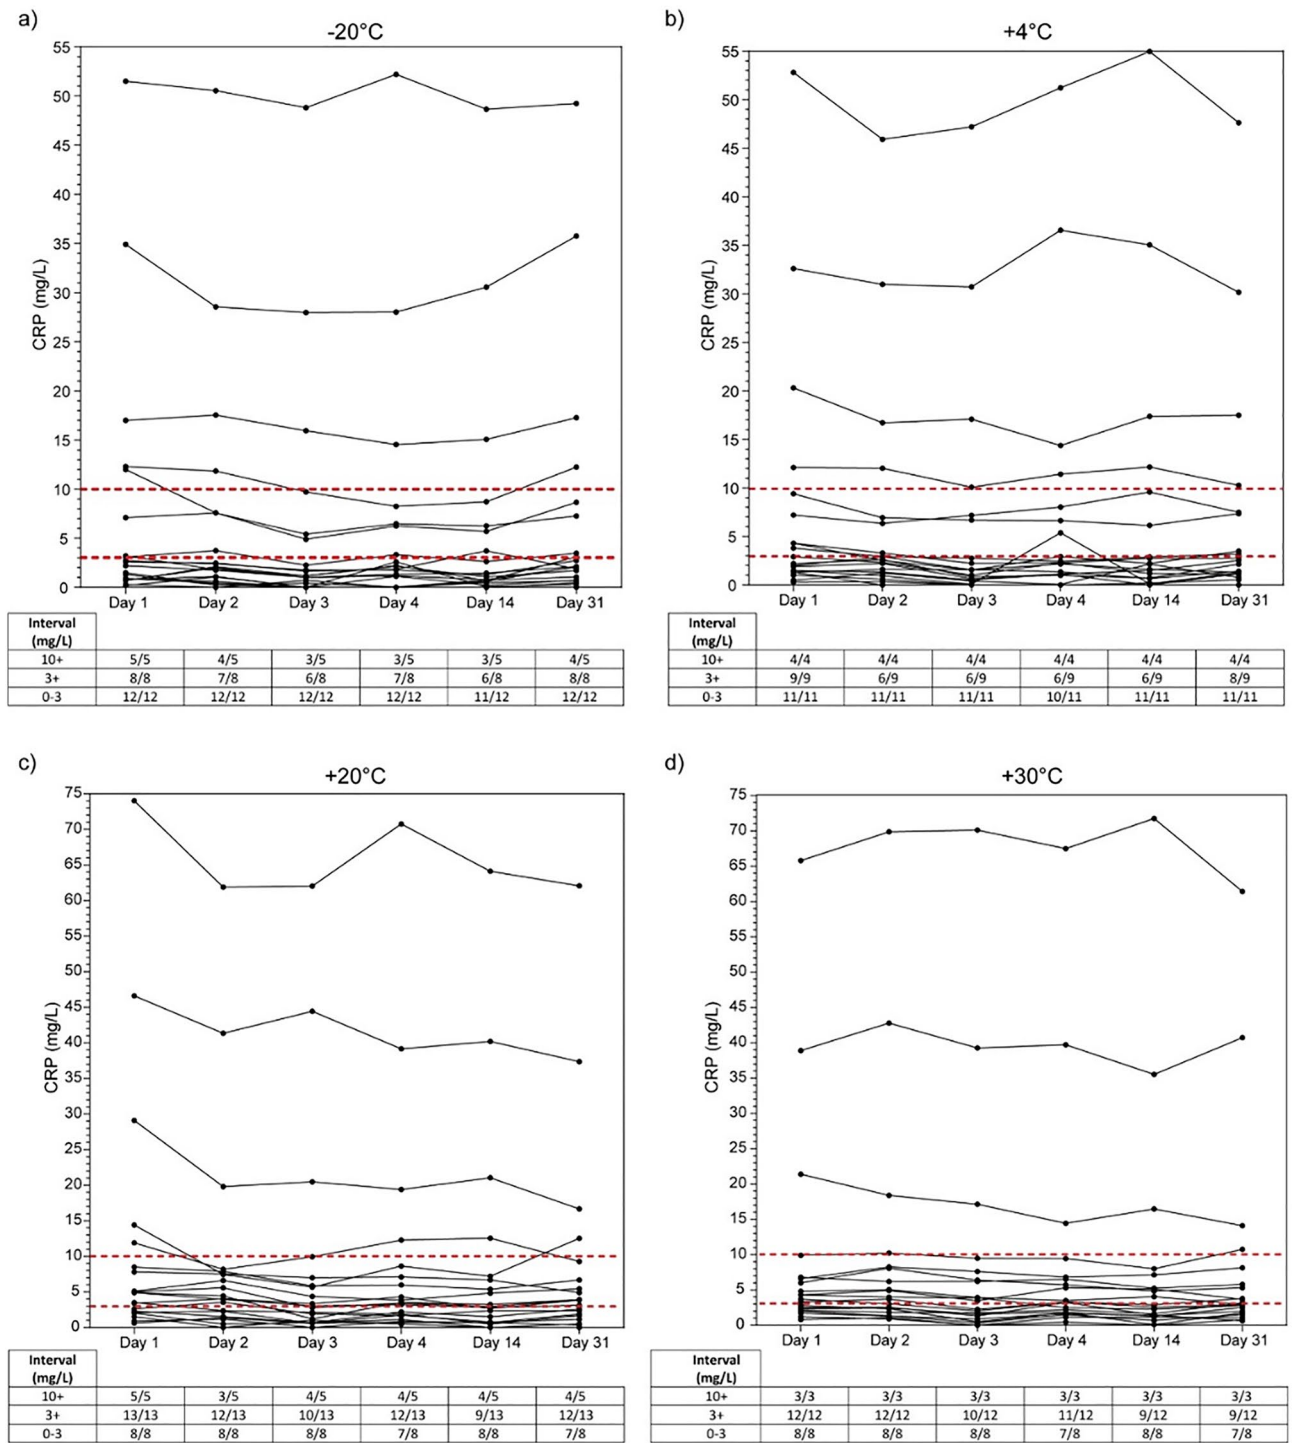 a)
-20°C
55
50
45
40
35
30
25
20
15
10
5
0
CRP (mg/L)
Day 1 Day 2 Day 3 Day 4 Day 14 Day 31
Interval
(mg/L)
10+ 5/5 4/5 3/5 3/5 3/5 4/5
3+ 8/8 7/8 6/8 7/8 6/8 8/8
0-3 12/12 12/12 12/12 12/12 11/12 12/12
b)
+4°C
55
50
45
40
35
30
25
20
15
10
5
0
CRP (mg/L)
Day 1 Day 2 Day 3 Day 4 Day 14 Day 31
Interval
(mg/L)
10+ 4/4 4/4 4/4 4/4 4/4 4/4
3+ 9/9 6/9 6/9 6/9 6/9 8/9
0-3 11/11 11/11 11/11 10/11 11/11 11/11
c)
+20°C
75
70
65
60
55
50
45
40
35
30
25
20
15
10
5
0
CRP (mg/L)
Day 1 Day 2 Day 3 Day 4 Day 14 Day 31
Interval
(mg/L)
10+ 5/5 3/5 4/5 4/5 4/5 4/5
3+ 13/13 12/13 10/13 12/13 9/13 12/13
0-3 8/8 8/8 8/8 7/8 8/8 7/8
d)
+30°C
75
70
65
60
55
50
45
40
35
30
25
20
15
10
5
0
CRP (mg/L)
Day 1 Day 2 Day 3 Day 4 Day 14 Day 31
Interval
(mg/L)
10+ 3/3 3/3 3/3 3/3 3/3 3/3
3+ 12/12 12/12 10/12 11/12 9/12 9/12
0-3 8/8 8/8 8/8 7/8 8/8 7/8